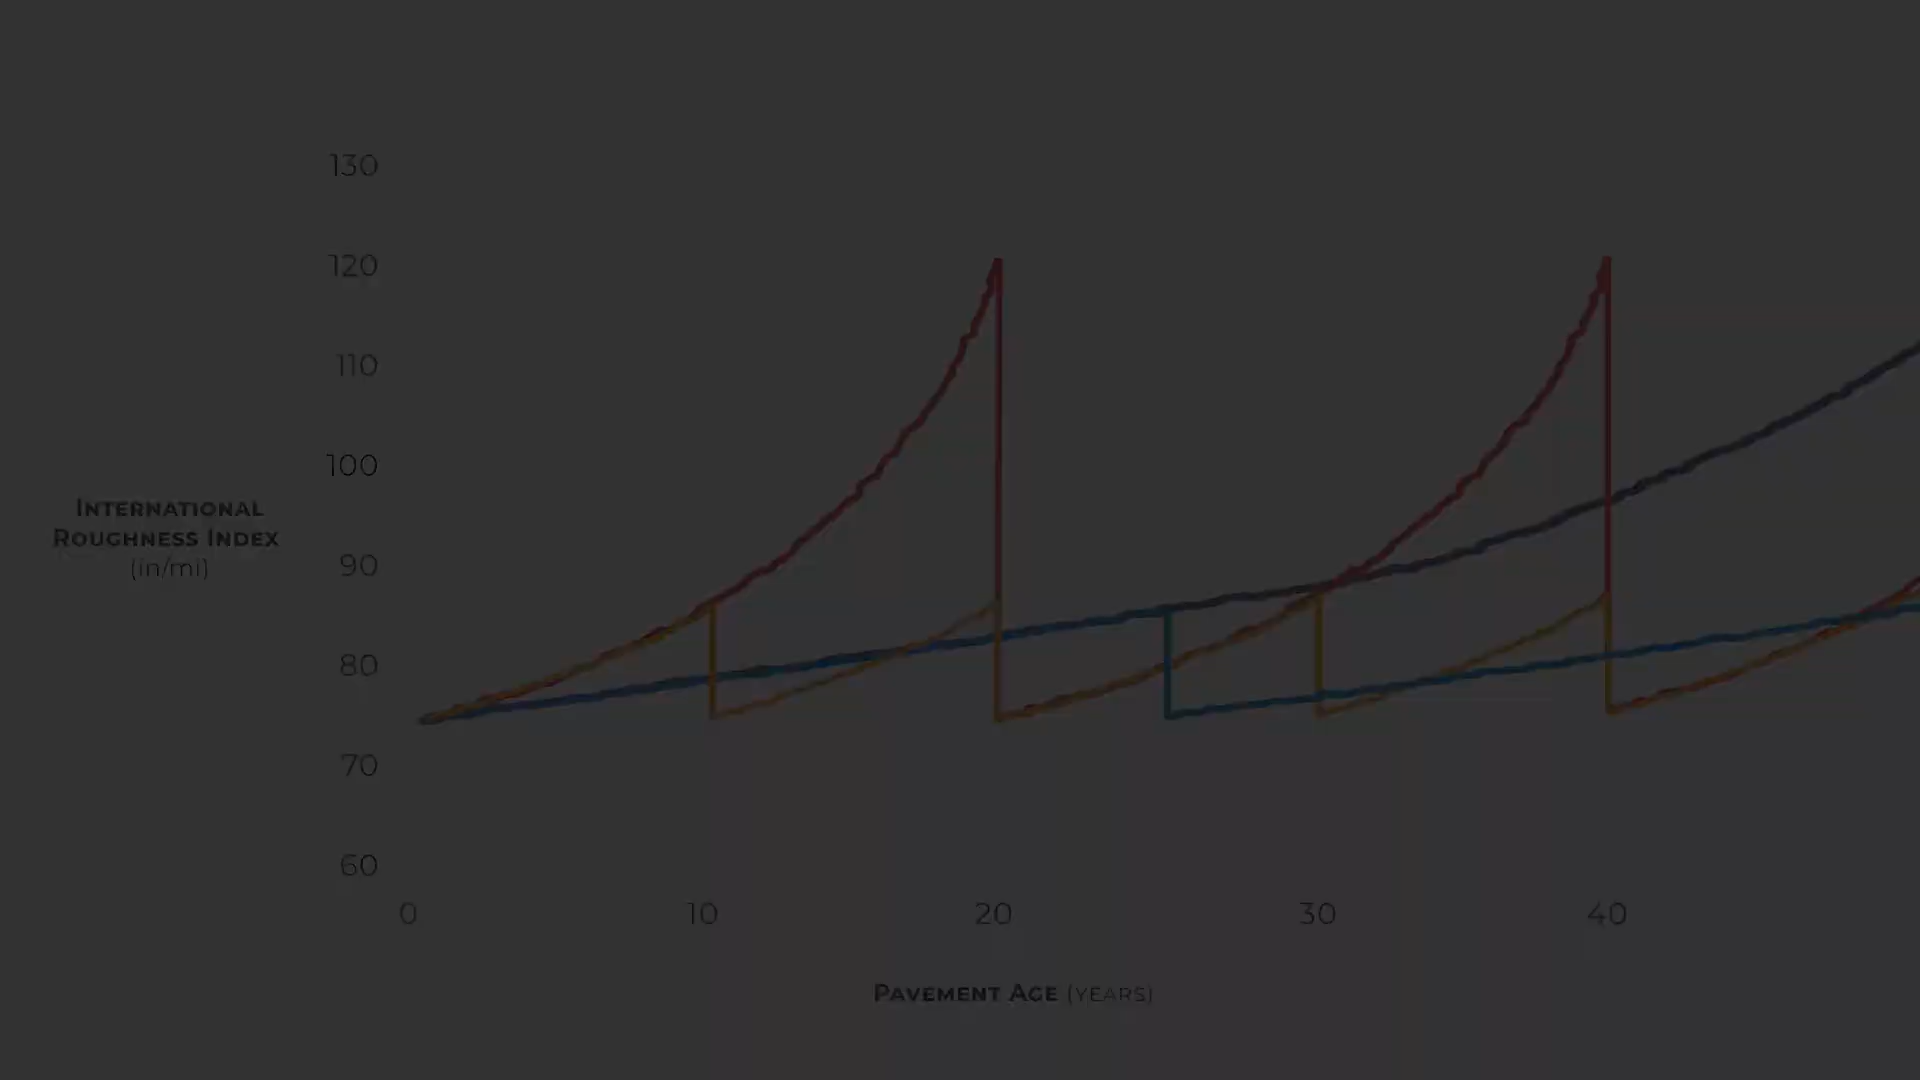 130
120
110
100
International
Roughness Index
(in/mi)
90
80
70
60
0 10 20 30 40
Pavement Age (years)